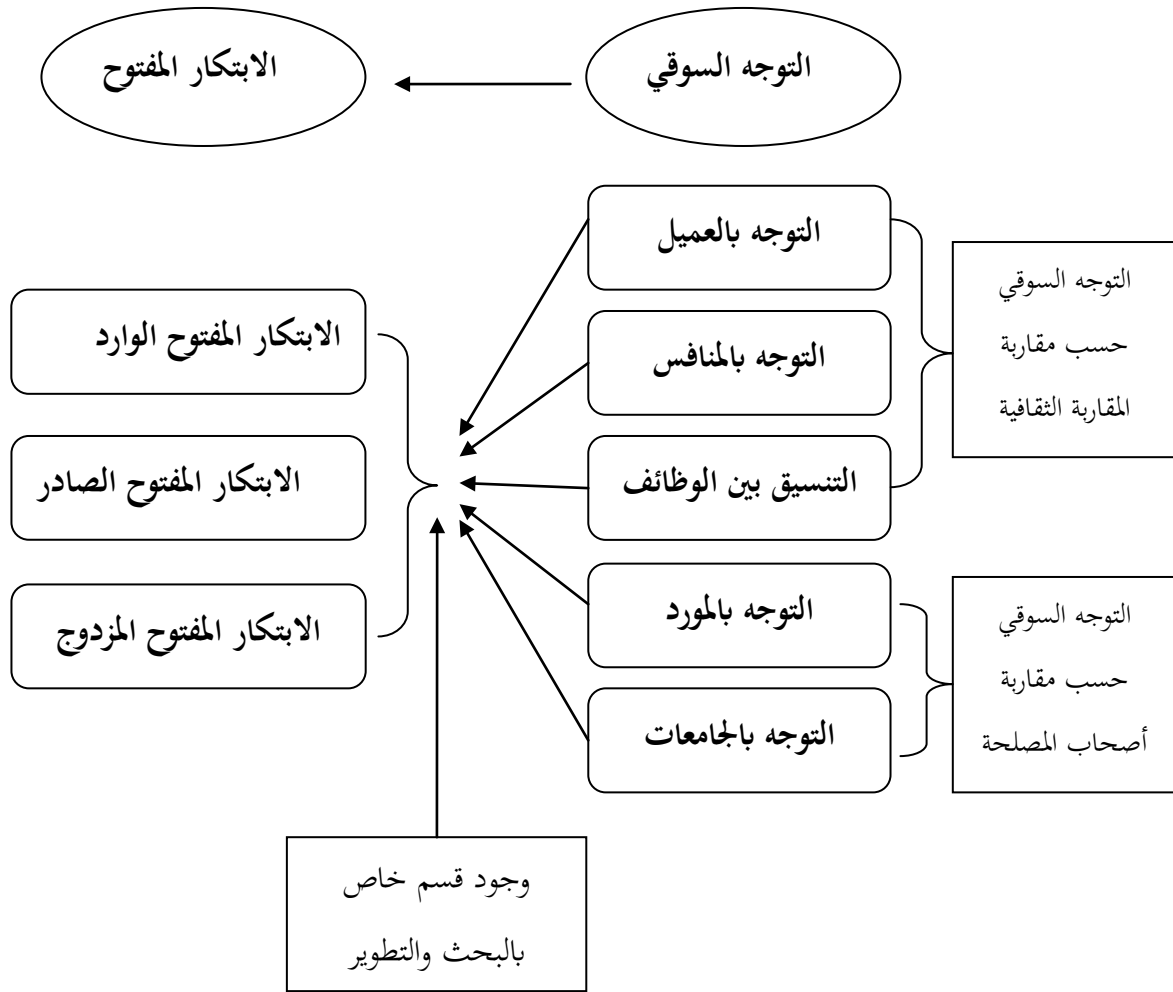 التوجه السوقي
الابتكار المفتوح
التوجه بالعميل
التوجه بالمنافس
التنسيق بين الوظائف
التوجه السوقي
حسب مقاربة
المقاربة الثقافية
التوجه بالمورد
التوجه بالجامعات
التوجه السوقي
حسب مقاربة
أصحاب المصلحة
الابتكار المفتوح الوارد
الابتكار المفتوح الصادر
الابتكار المفتوح المزدوج
وجود قسم خاص
بالبحث والتطوير